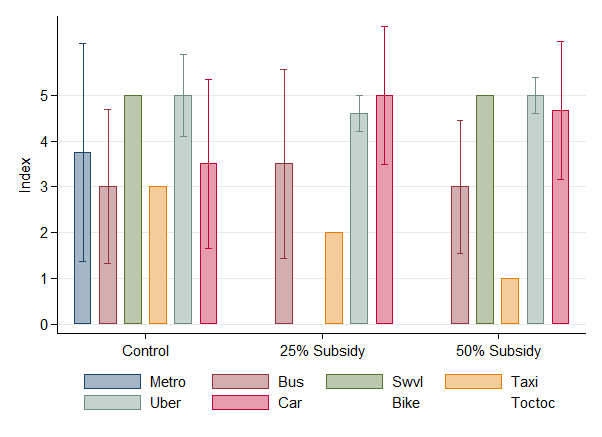 Index
5
4
3
2
1
0
Control 25% Subsidy 50% Subsidy
Metro Bus Swvl Taxi
Uber Car Bike Toctoc